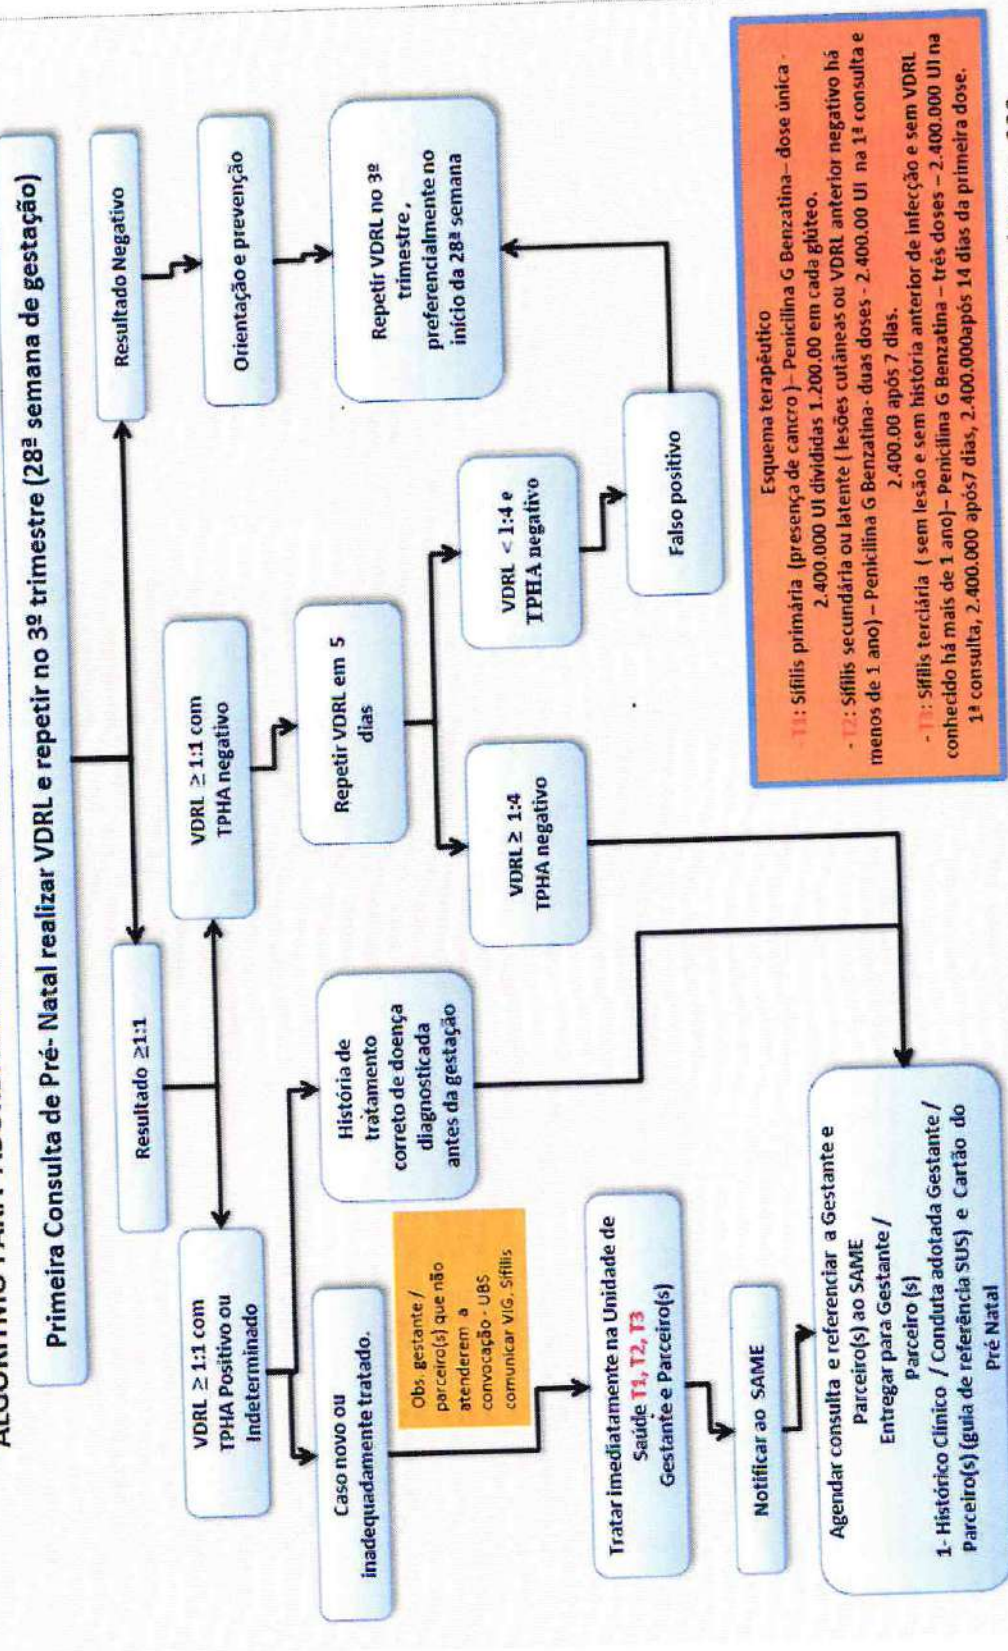 Primeira Consulta de Pré- Natal realizar VDRL e repetir no 3º trimestre (28ª semana de gestação)
Resultado ≥1:1
Resultado Negativo
VDRL ≥ 1:1 com
TPHA Positivo ou
Indeterminado
VDRL ≥ 1:1 com
TPHA negativo
Orientação e prevenção
Caso novo ou
inadequadamente tratado.
História de
tratamento
correto de doença
diagnosticada
antes da gestação
Repetir VDRL em 5
dias
Repetir VDRL no 3º
trimestre,
preferencialmente no
início da 28ª semana
Obs. gestante /
parceiro(s) que não
atenderem a
convocação - UBS
comunicar VIG. Sífilis
VDRL ≥ 1:4
TPHA negativo
VDRL < 1:4 e
TPHA negativo
Tratar imediatamente na Unidade de
Saúde T1, T2, T3
Gestante e Parceiro(s)
Falso positivo
Notificar ao SAME
Agendar consulta e referenciar a Gestante e
Parceiro(s) ao SAME
Entregar para Gestante /
Parceiro (s)
1- Histórico Clínico / Conduta adotada Gestante /
Parceiro(s) (guia de referência SUS) e Cartão do
Pré Natal
Esquema terapêutico
- T1: Sífilis primária (presença de cancro) – Penicilina G Benzatina– dose única -
2.400.000 UI divididas 1.200.00 em cada glúteo.
- T2: Sífilis secundária ou latente ( lesões cutâneas ou VDRL anterior negativo há
menos de 1 ano) – Penicilina G Benzatina- duas doses - 2.400.00 UI na 1ª consulta e
2.400.00 após 7 dias.
- T3: Sífilis terciária ( sem lesão e sem história anterior de infecção e sem VDRL
conhecido há mais de 1 ano)– Penicilina G Benzatina – três doses – 2.400.000 UI na
1ª consulta, 2.400.000 após7 dias, 2.400.000após 14 dias da primeira dose.